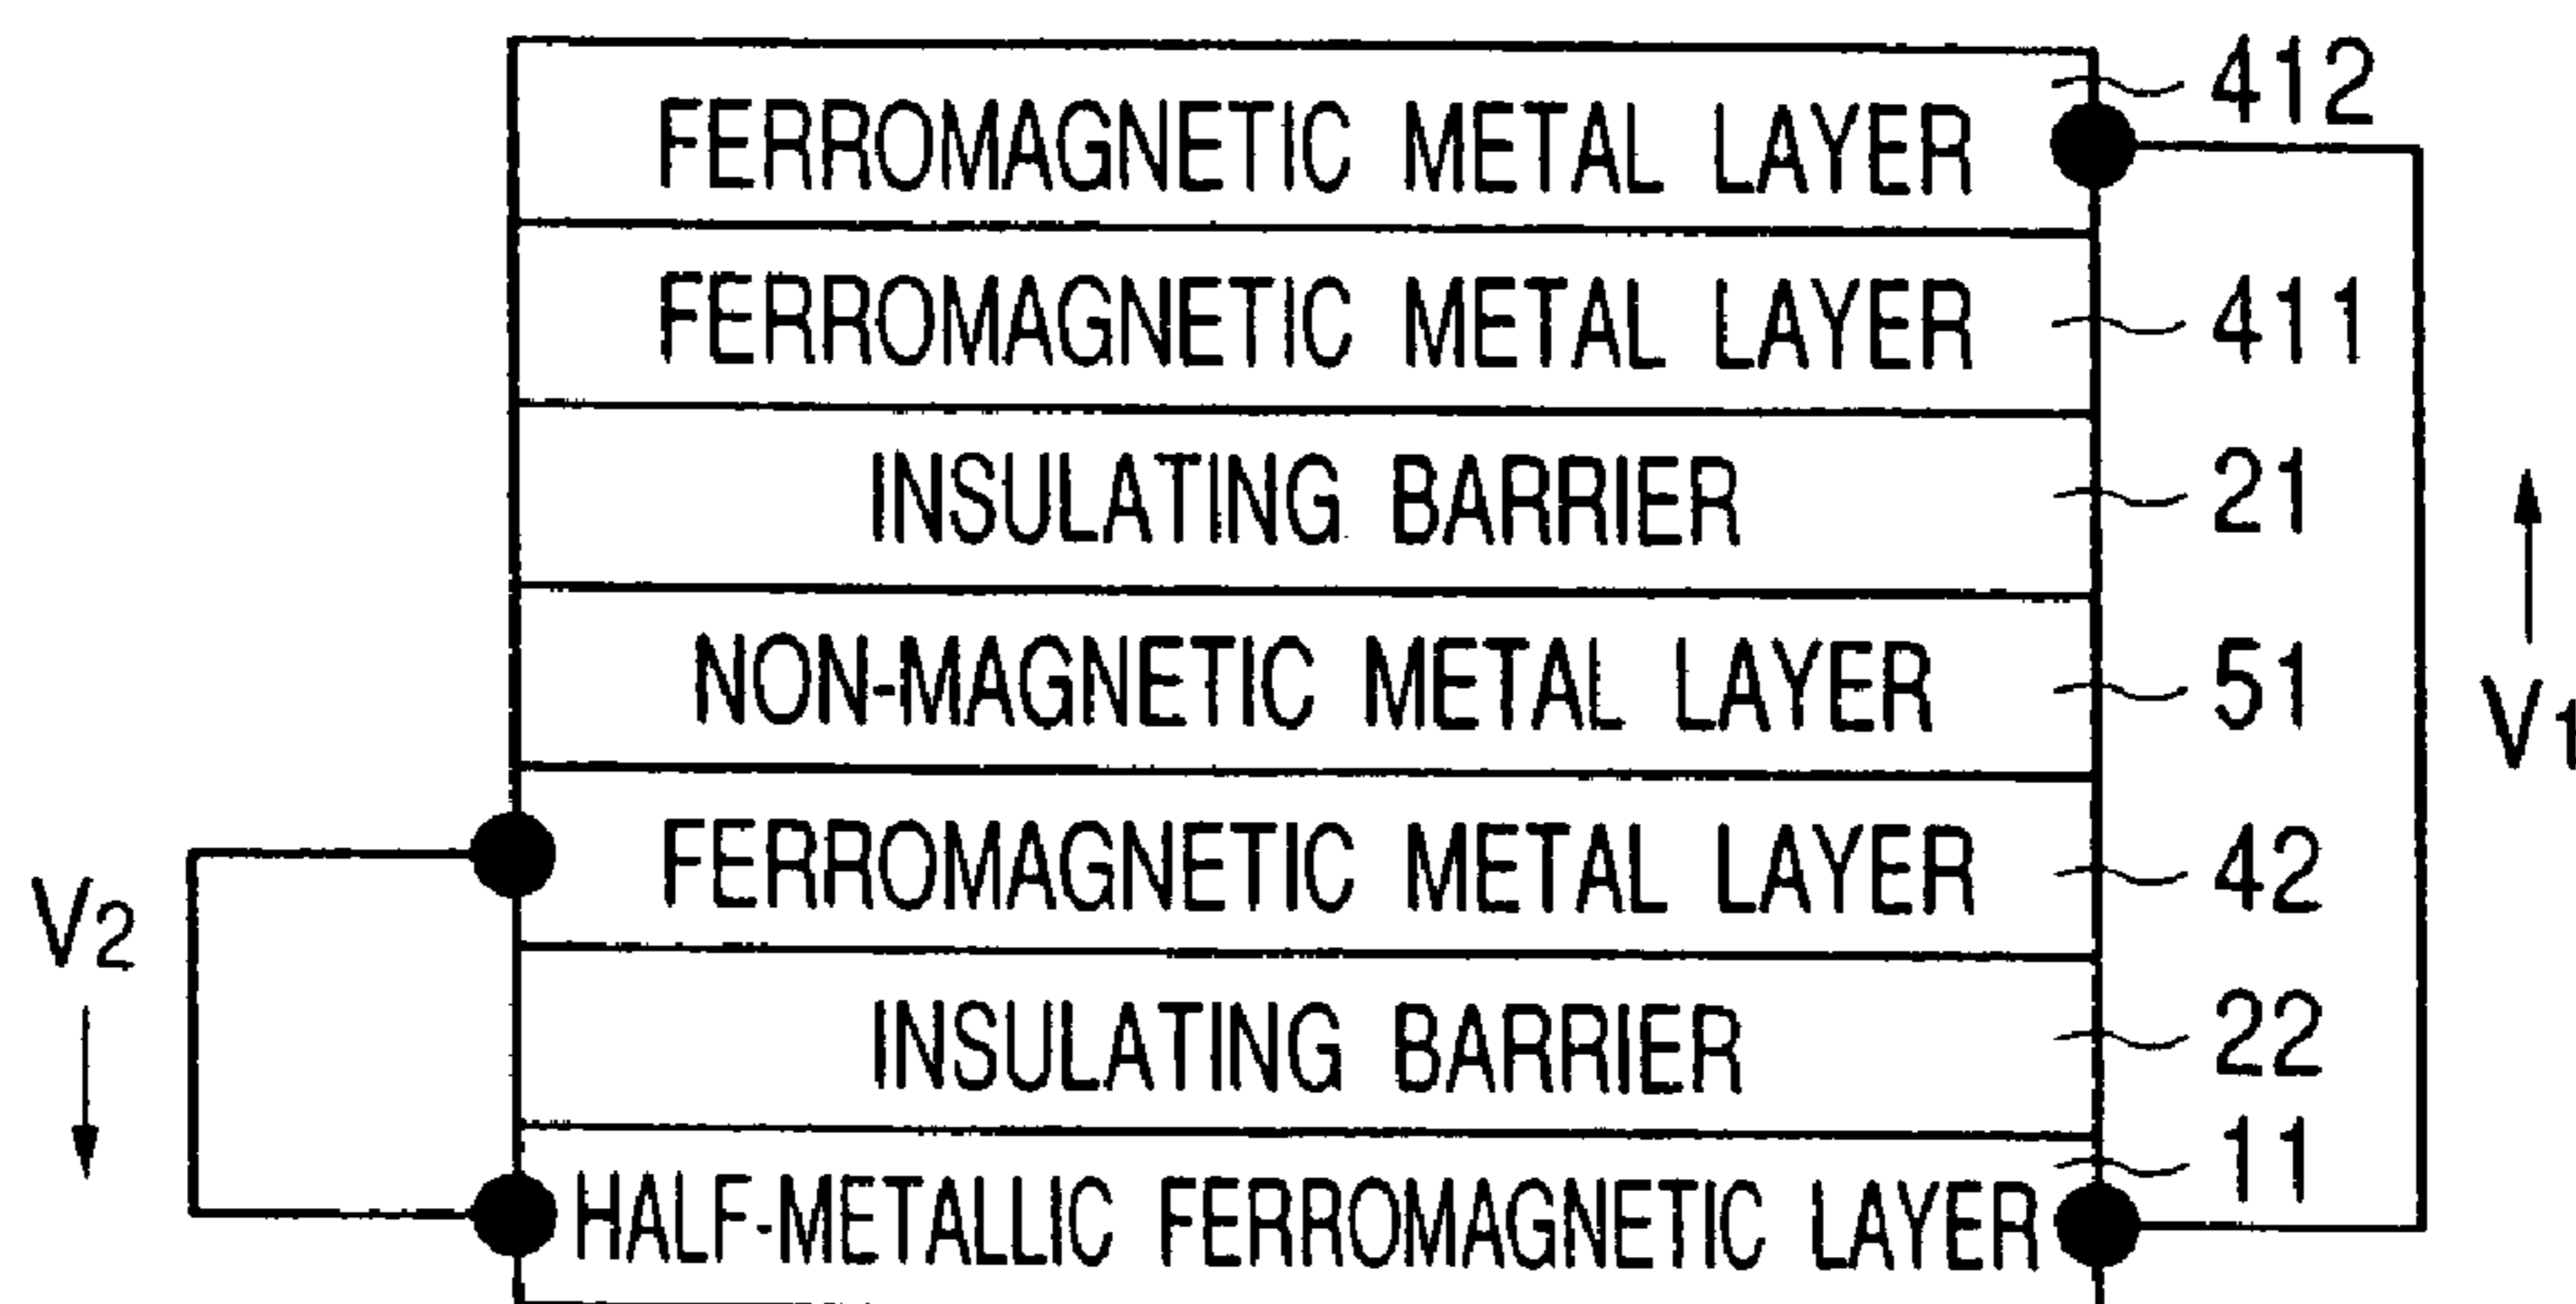 FERROMAGNETIC METAL LAYER 412
FERROMAGNETIC METAL LAYER 411
INSULATING BARRIER 21
NON-MAGNETIC METAL LAYER 51
V1
FERROMAGNETIC METAL LAYER 42
V2
INSULATING BARRIER 22
HALF-METALLIC FERROMAGNETIC LAYER 11